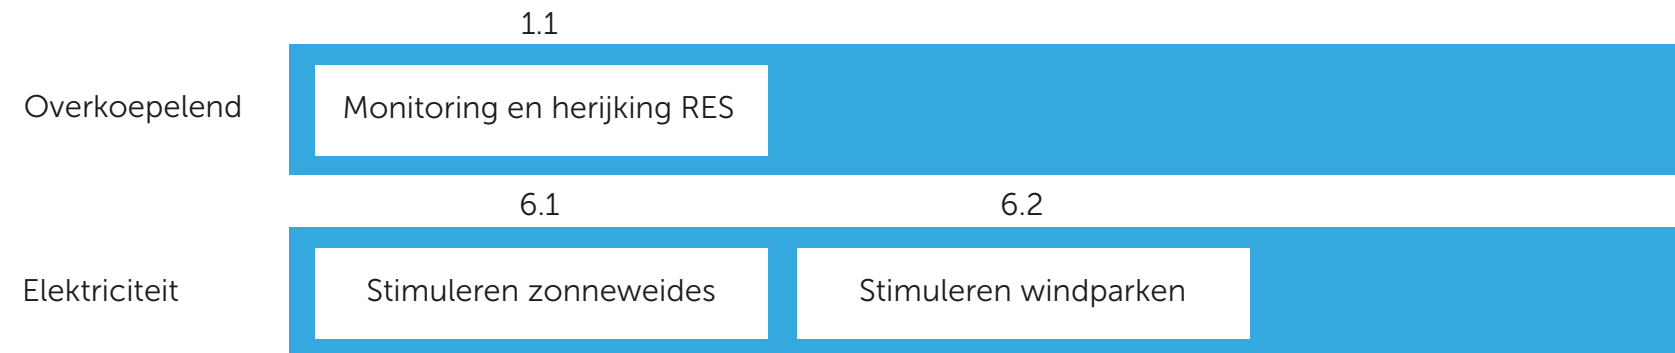 1.1
Overkoepelend
Monitoring en herijking RES
6.1
6.2
Elektriciteit
Stimuleren zonneweides
Stimuleren windparken